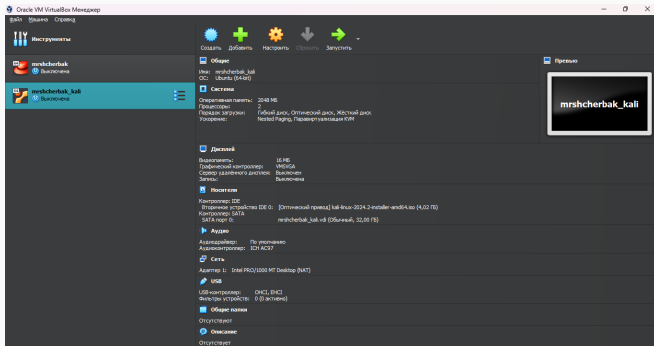 Oracle VM VirtualBox Менеджер
Файл Машина Справка
Инструменты
mrshcherbak
Выключена
mrshcherbak_kali
Выключена
Создать Добавить Настроить Сбросить Запустить
Общие
Имя: mrshcherbak_kali
ОС: Ubuntu (64-bit)
Система
Оперативная память: 2048 МБ
Процессоры: 2
Порядок загрузки: Гибкий диск, Оптический диск, Жёсткий диск
Ускорение: Nested Paging, Паравиртуализация KVM
Превью
mrshcherbak_kali
Дисплей
Видеопамять: 16 МБ
Графический контроллер: VMSVGA
Сервер удалённого дисплея: Выключен
Запись: Выключена
Носители
Контроллер: IDE
Вторичное устройство IDE 0: [Оптический привод] kali-linux-2024.2-installer-amd64.iso (4,02 ГБ)
Контроллер: SATA
SATA порт 0: mrshcherbak_kali.vdi (Обычный, 32,00 ГБ)
Аудио
Аудиодрайвер: По умолчанию
Аудиоконтроллер: ICH AC97
Сеть
Адаптер 1: Intel PRO/1000 MT Desktop (NAT)
USB
USB-контроллер: OHCI, EHCI
Фильтры устройств: 0 (0 активно)
Общие папки
Отсутствуют
Описание
Отсутствует